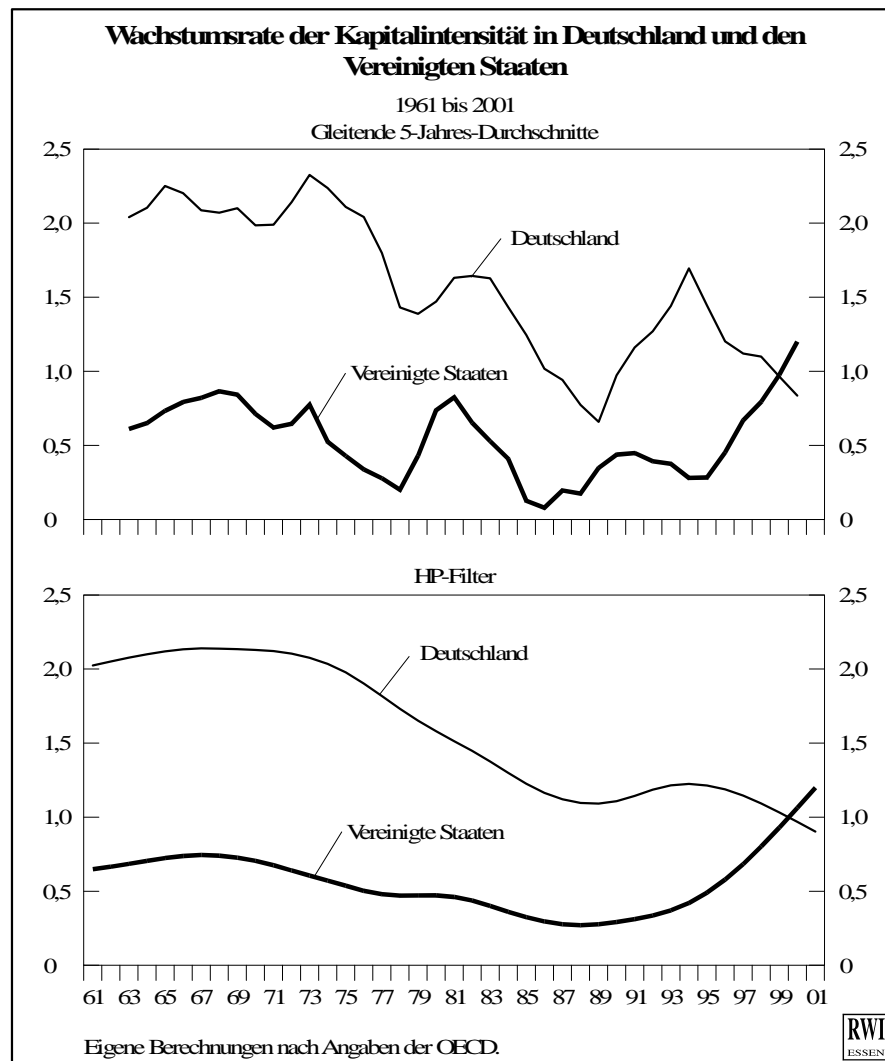 Wachstumsrate der Kapitalintensität in Deutschland und den
Vereinigten Staaten
1961 bis 2001
Gleitende 5-Jahres-Durchschnitte
2,5 2,5
2,0 2,0
Deutschland
1,5 1,5
1,0 1,0
Vereinigte Staaten
0,5 0,5
0 0
HP-Filter
2,5 2,5
Deutschland
2,0 2,0
1,5 1,5
1,0 1,0
Vereinigte Staaten
0,5 0,5
0 0
61 63 65 67 69 71 73 75 77 79 81 83 85 87 89 91 93 95 97 99 01
Eigene Berechnungen nach Angaben der OECD.
RWI
ESSEN